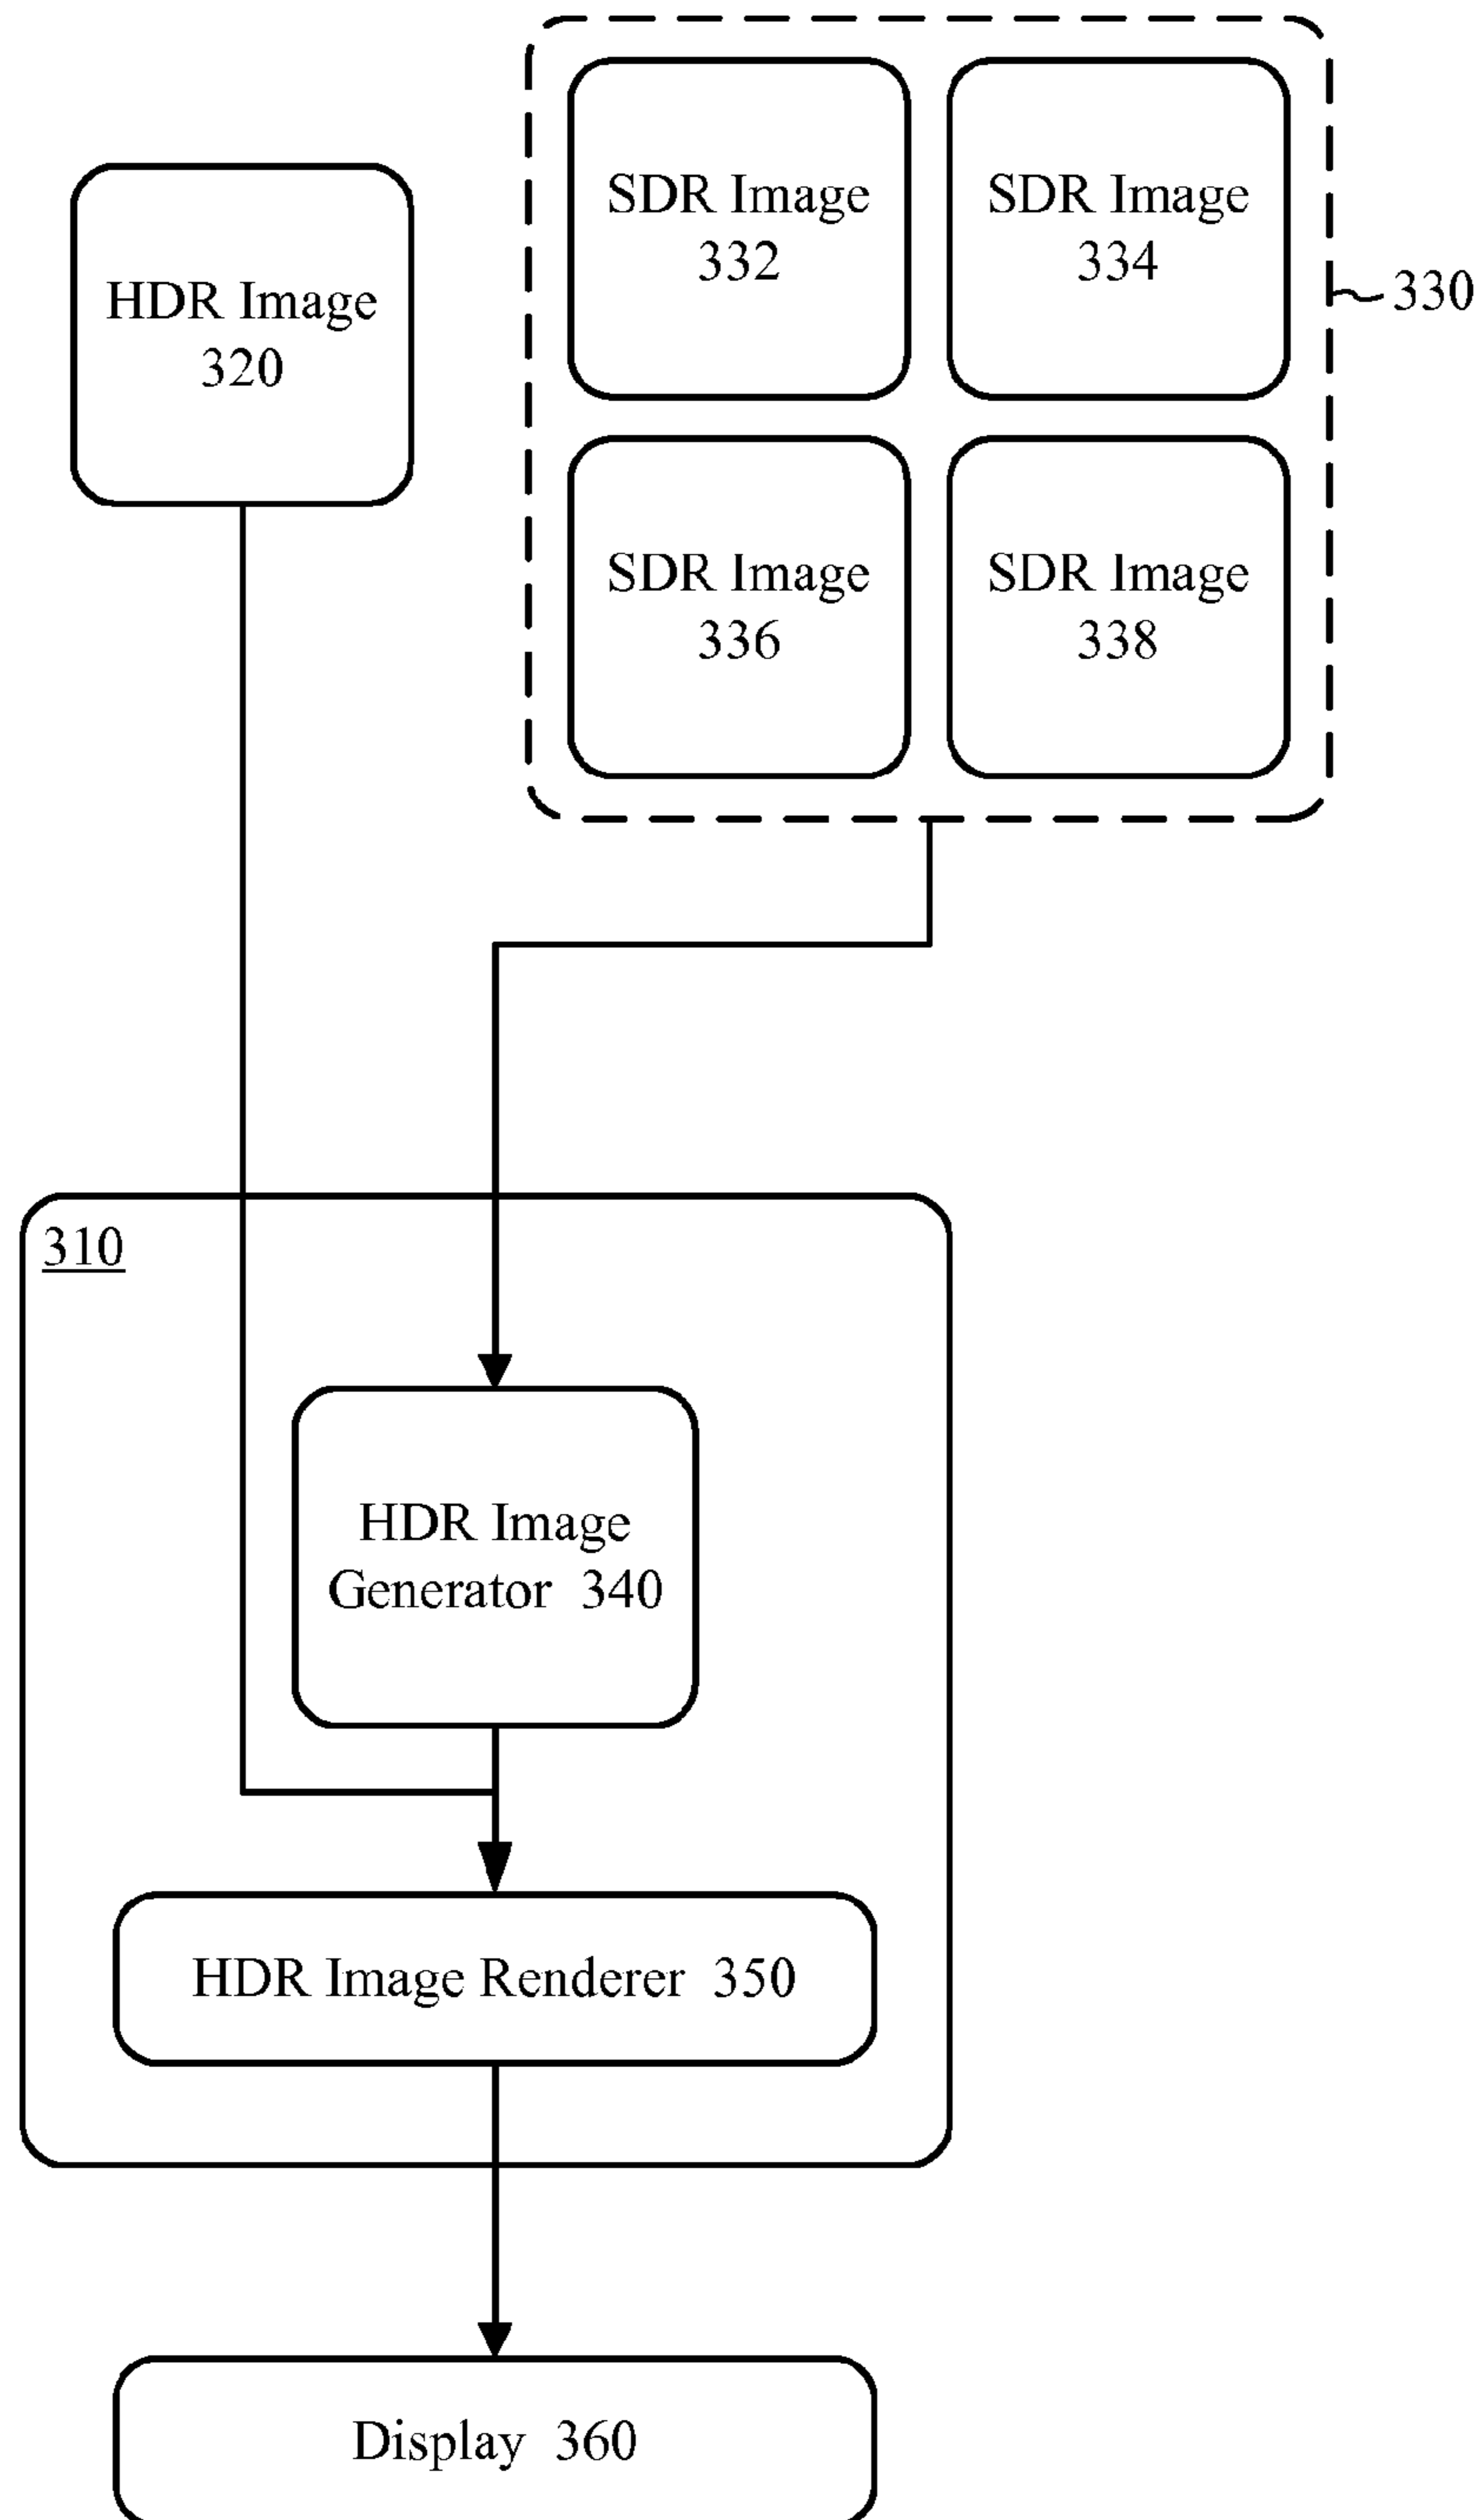 SDR Image
332
SDR Image
334
HDR Image
320
330
SDR Image
336
SDR Image
338
310
HDR Image
Generator 340
HDR Image Renderer 350
Display 360